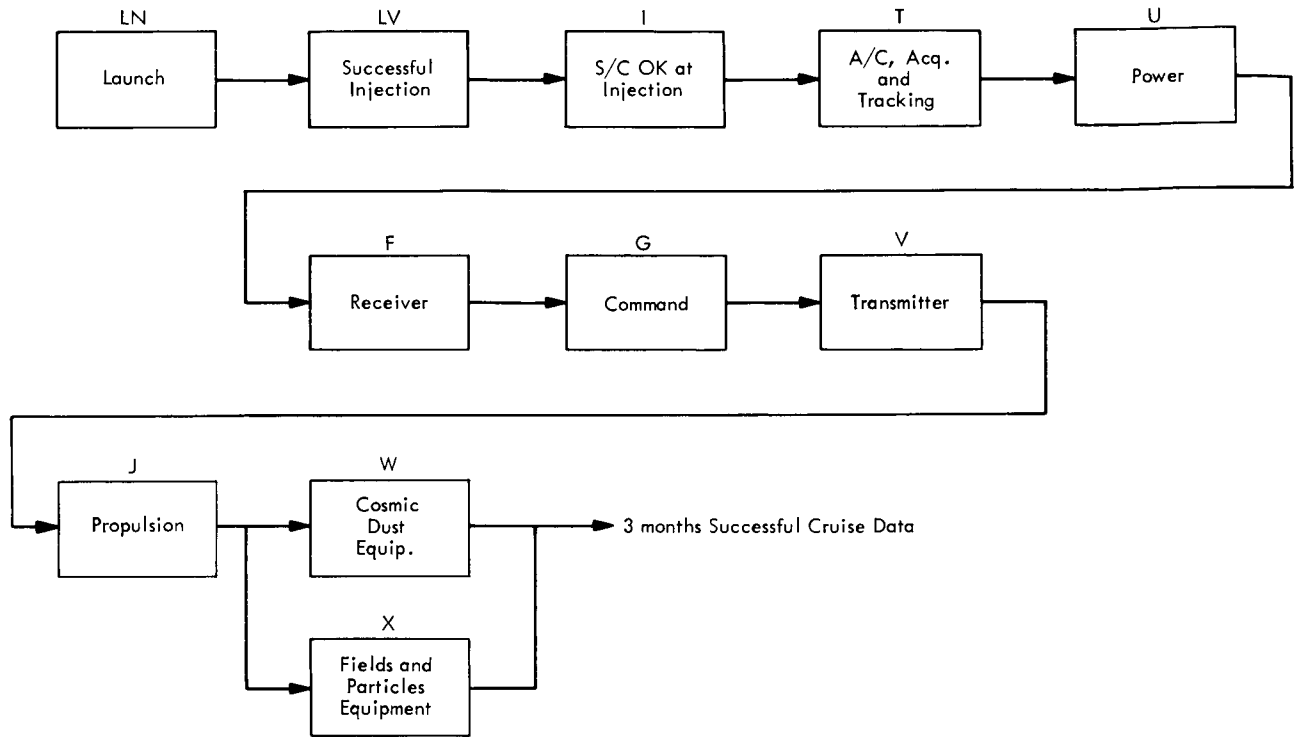 LN
LV
I
T
U
Launch
Successful
Injection
S/C OK at
Injection
A/C, Acq.
and
Tracking
Power
F
G
V
Receiver
Command
Transmitter
J
W
Propulsion
Cosmic
Dust
Equip.
3 months Successful Cruise Data
X
Fields and
Particles
Equipment